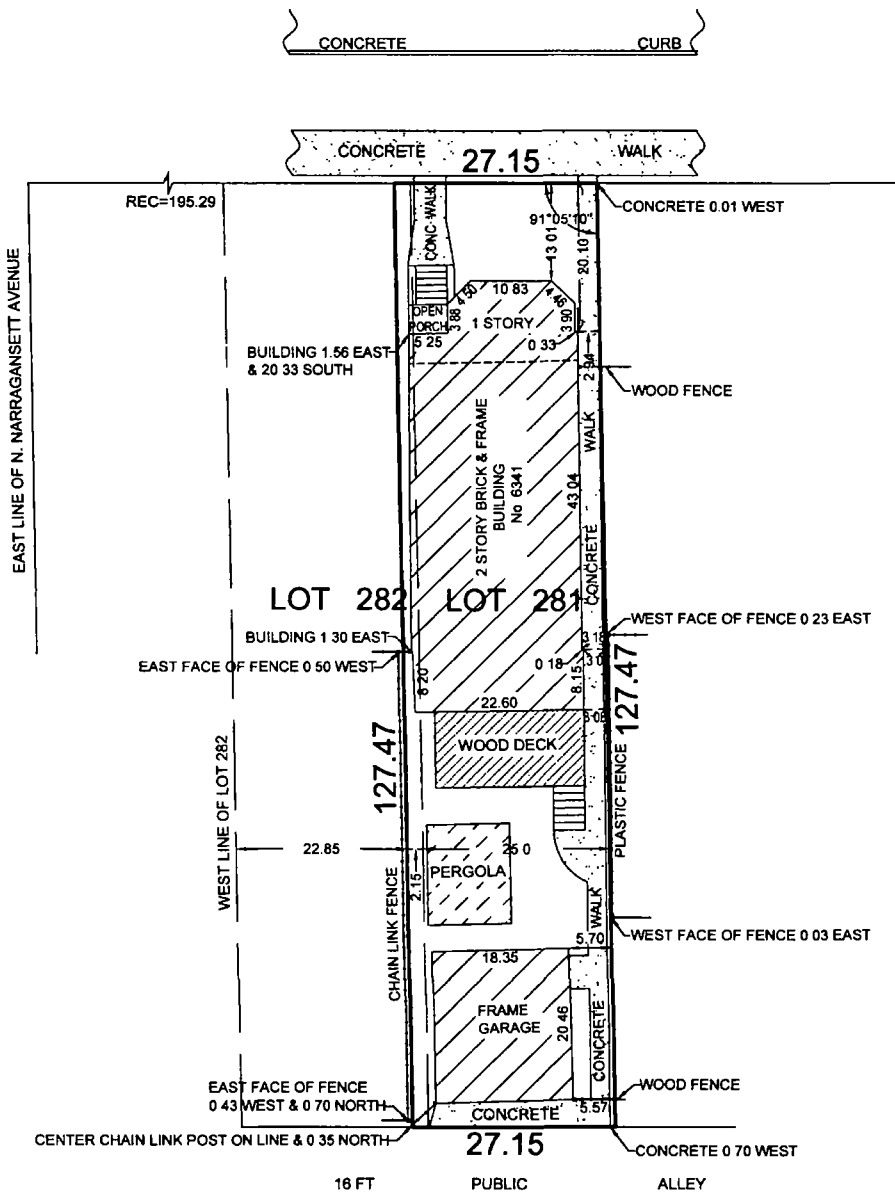 CONCRETE CURB
CONCRETE WALK
27.15
REC=195.29
CONCRETE 0.01 WEST
CONC WALK
91°05'10"
13 01
20.10
EAST LINE OF N. NARRAGANSETT AVENUE
4.50
10 83
4.46
OPEN
PORCH
3 88
1 STORY
3.90
5 25
0 33
BUILDING 1.56 EAST
& 20 33 SOUTH
2 94
WOOD FENCE
WALK
2 STORY BRICK & FRAME
BUILDING
No 6341
43 04
CONCRETE
LOT 282 LOT 281
WEST FACE OF FENCE 0 23 EAST
BUILDING 1 30 EAST
3 18
EAST FACE OF FENCE 0 50 WEST
0 18
8 20
8.15
22.60
127.47
127.47
WOOD DECK
PLASTIC FENCE
WEST LINE OF LOT 282
22.85
25 0
2.15
PERGOLA
CHAIN LINK FENCE
WALK
WEST FACE OF FENCE 0 03 EAST
5.70
18.35
FRAME
GARAGE
20 46
CONCRETE
EAST FACE OF FENCE
0 43 WEST & 0 70 NORTH
WOOD FENCE
5.57
CONCRETE
CENTER CHAIN LINK POST ON LINE & 0 35 NORTH
27.15
CONCRETE 0 70 WEST
16 FT PUBLIC ALLEY